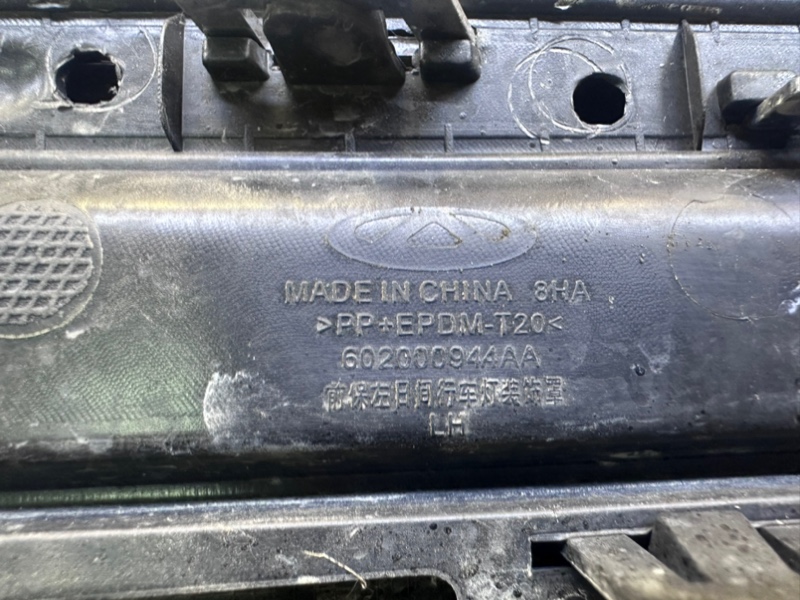 MADE IN CHINA 8HA
>PP+EPDM-T20<
602000944AA
前保左日间行车灯装饰罩
LH